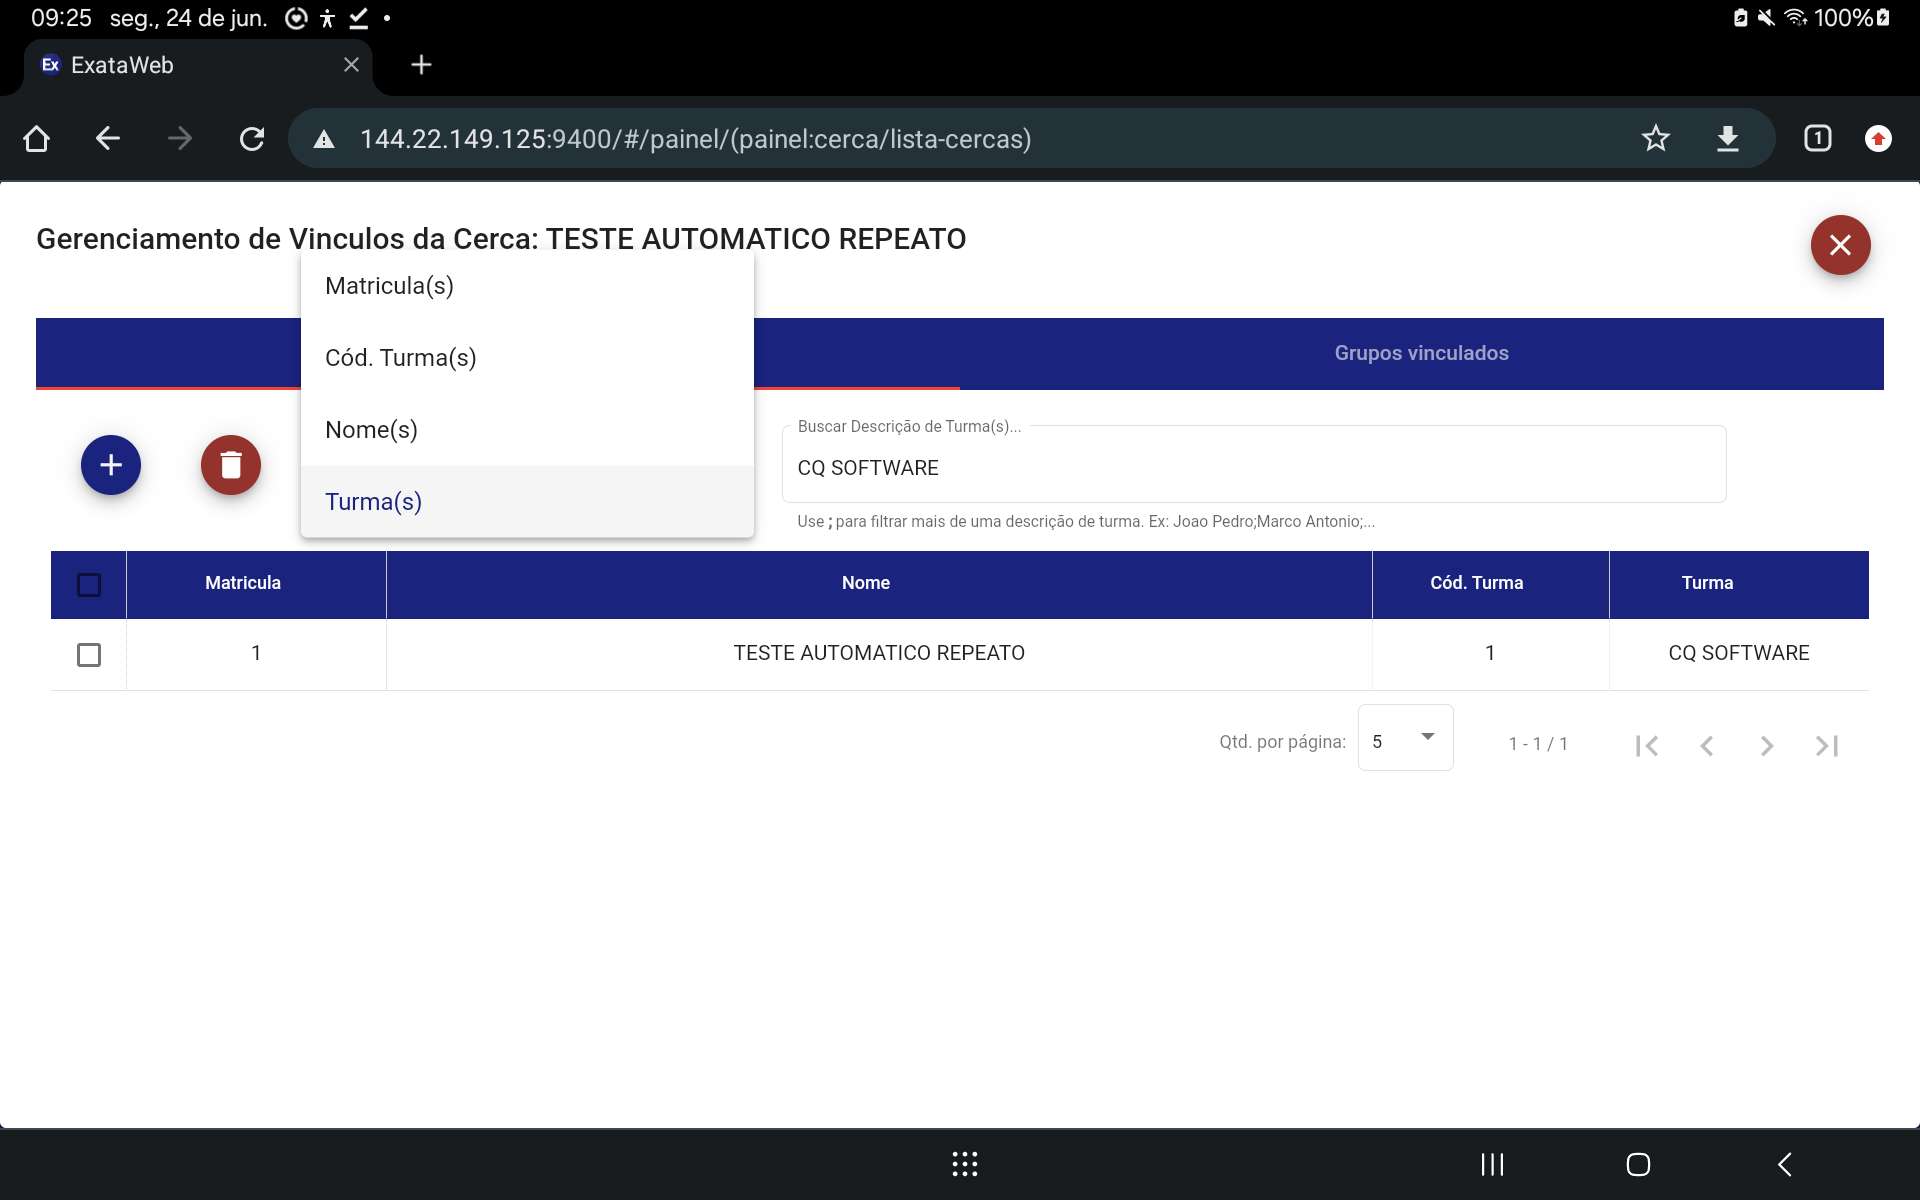 09:25 seg., 24 de jun.
100%
Ex ExataWeb
144.22.149.125:9400/#/painel/(painel:cerca/lista-cercas)
1
Gerenciamento de Vinculos da Cerca: TESTE AUTOMATICO REPEATO
Matricula(s)
Cód. Turma(s)
Nome(s)
Turma(s)
Grupos vinculados
Buscar Descrição de Turma(s)...
CQ SOFTWARE
Use ; para filtrar mais de uma descrição de turma. Ex: Joao Pedro;Marco Antonio;...
Matricula Nome Cód. Turma Turma
1 TESTE AUTOMATICO REPEATO 1 CQ SOFTWARE
Qtd. por página: 5 1 - 1 / 1